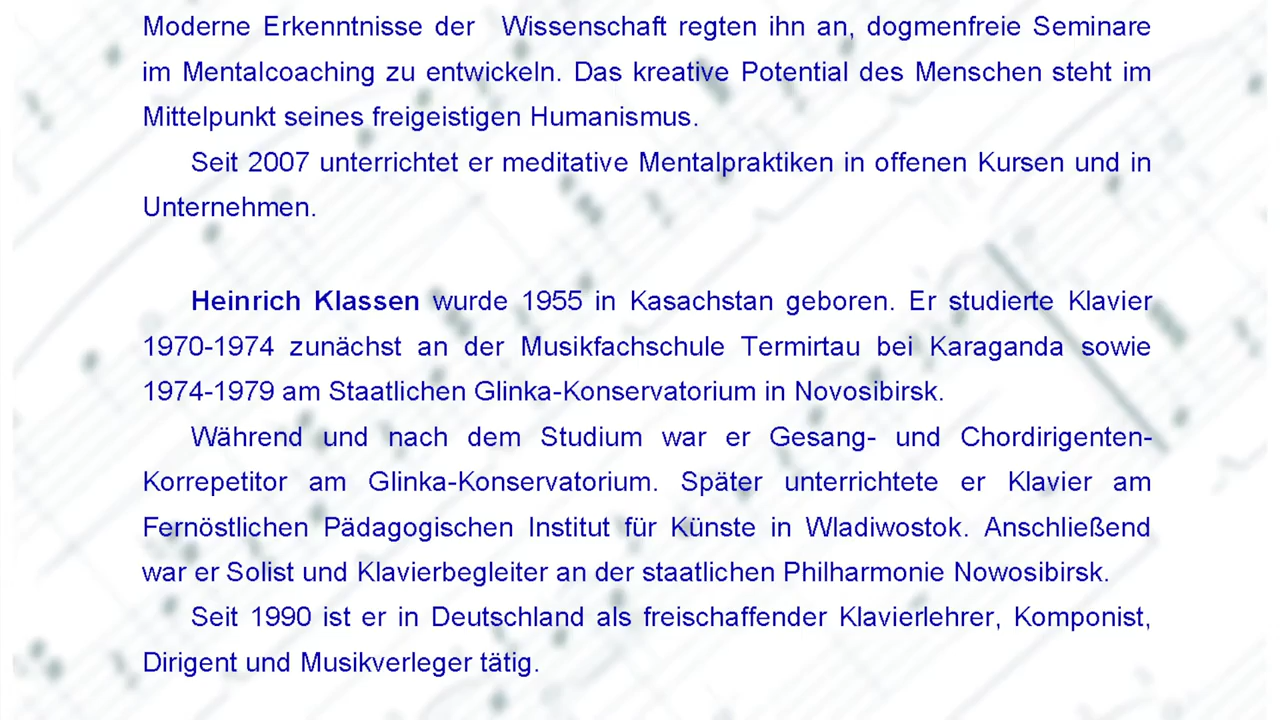 Moderne Erkenntnisse der Wissenschaft regten ihn an, dogmenfreie Seminare
im Mentalcoaching zu entwickeln. Das kreative Potential des Menschen steht im
Mittelpunkt seines freigeistigen Humanismus.
Seit 2007 unterrichtet er meditative Mentalpraktiken in offenen Kursen und in
Unternehmen.
Heinrich Klassen wurde 1955 in Kasachstan geboren. Er studierte Klavier
1970-1974 zunächst an der Musikfachschule Termirtau bei Karaganda sowie
1974-1979 am Staatlichen Glinka-Konservatorium in Novosibirsk.
Während und nach dem Studium war er Gesang- und Chordirigenten-
Korrepetitor am Glinka-Konservatorium. Später unterrichtete er Klavier am
Fernöstlichen Pädagogischen Institut für Künste in Wladiwostok. Anschließend
war er Solist und Klavierbegleiter an der staatlichen Philharmonie Nowosibirsk.
Seit 1990 ist er in Deutschland als freischaffender Klavierlehrer, Komponist,
Dirigent und Musikverleger tätig.